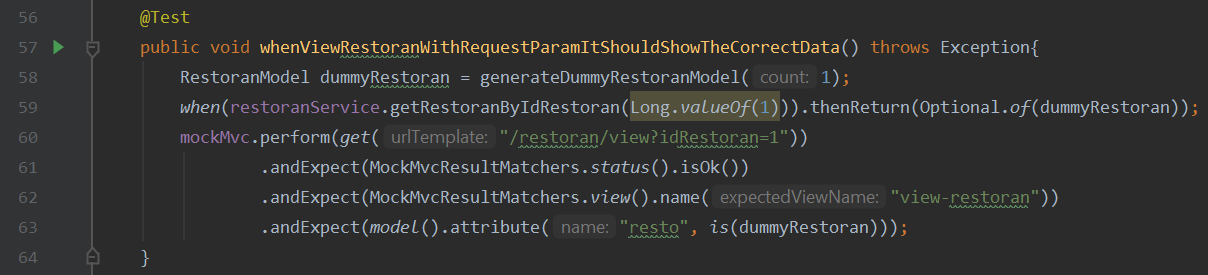 56 @Test
57 public void whenViewRestoranWithRequestParamItShouldShowTheCorrectData() throws Exception{
58 RestoranModel dummyRestoran = generateDummyRestoranModel( count: 1);
59 when(restoranService.getRestoranByIdRestoran(Long.valueOf(1))).thenReturn(Optional.of(dummyRestoran));
60 mockMvc.perform(get( urlTemplate: "/restoran/view?idRestoran=1"))
61 .andExpect(MockMvcResultMatchers.status().isOk())
62 .andExpect(MockMvcResultMatchers.view().name( expectedViewName: "view-restoran"))
63 .andExpect(model().attribute( name: "resto", is(dummyRestoran)));
64 }